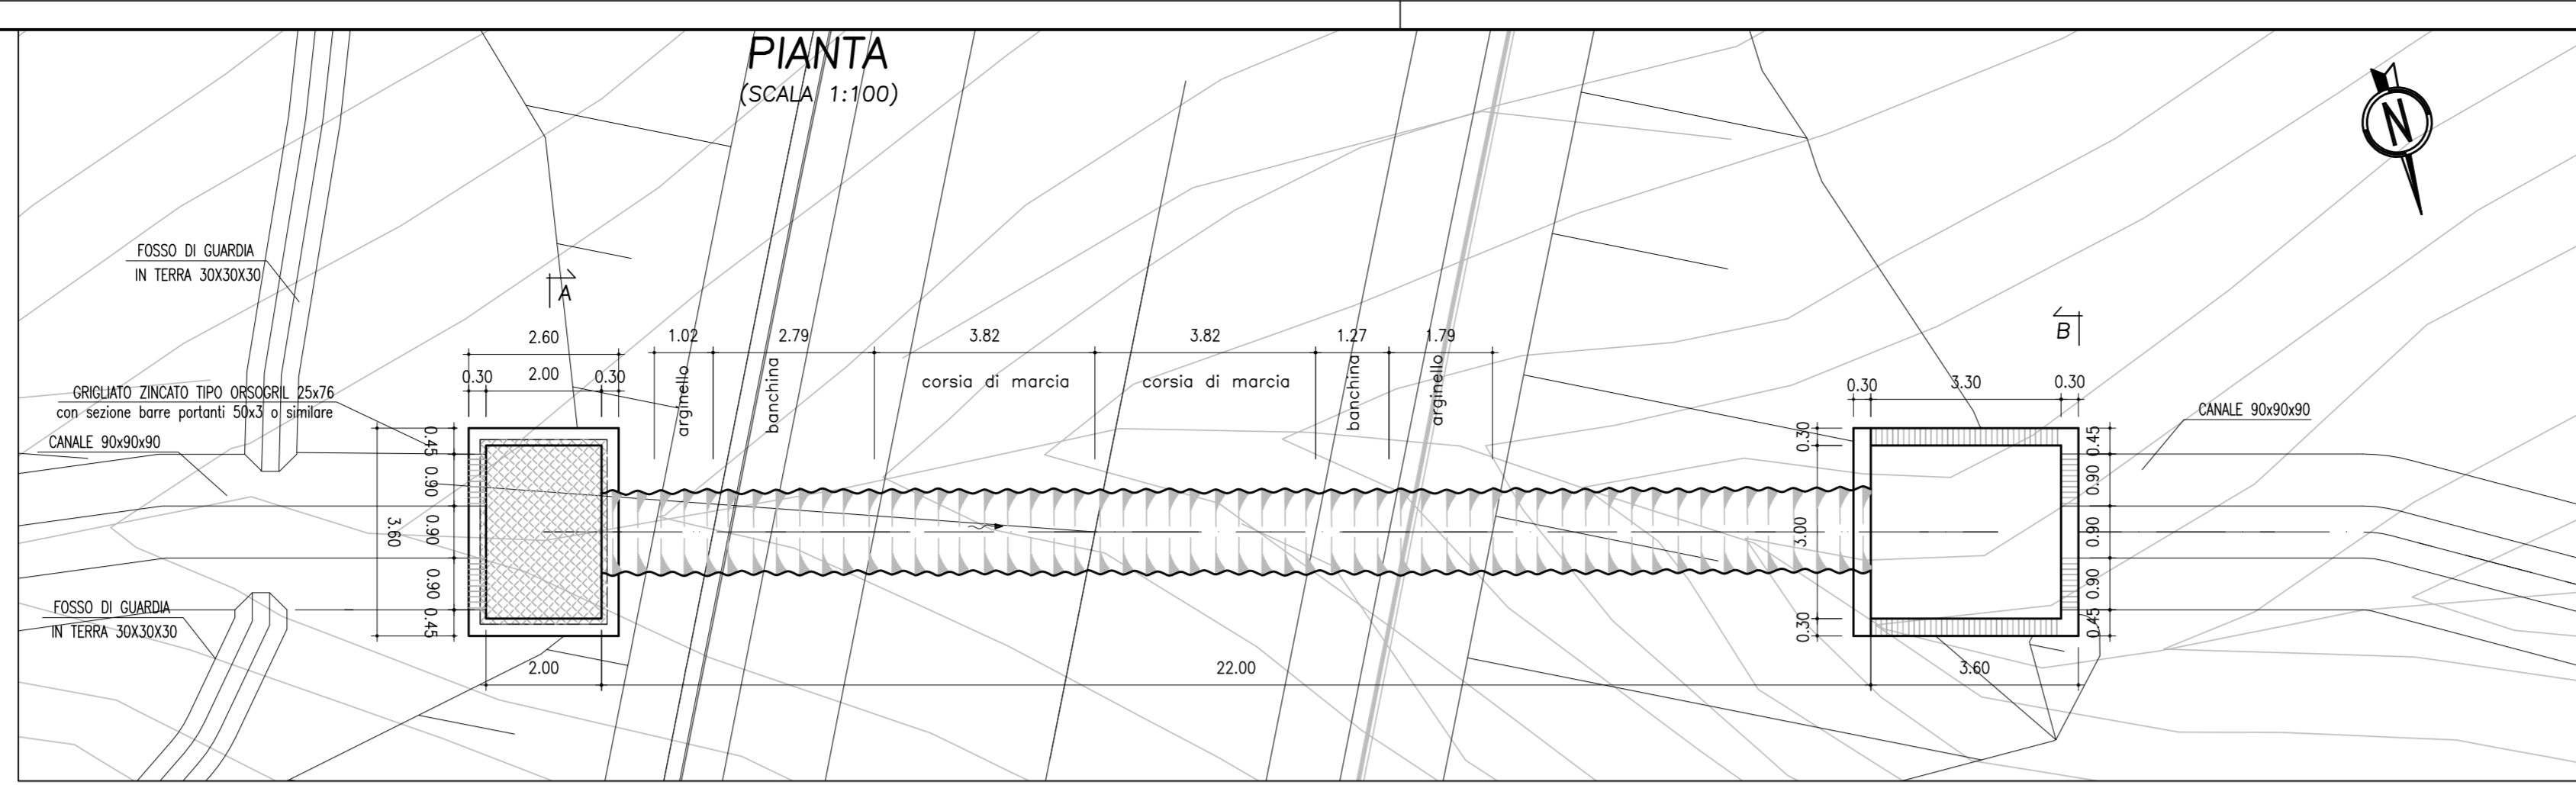 PIANTA
(SCALA 1:100)
N
FOSSO DI GUARDIA
IN TERRA 30X30X30
A
B
2.60
1.02
2.79
3.82
3.82
1.27
1.79
0.30
2.00
0.30
arginello
banchina
corsia di marcia
corsia di marcia
banchina
arginello
0.30
3.30
0.30
GRIGLIATO ZINCATO TIPO ORSOGRIL 25x76
con sezione barre portanti 50x3 o similare
CANALE 90x90x90
CANALE 90x90x90
0.45
0.90
0.90
0.90
0.45
3.60
0.30
3.00
0.30
0.45
0.90
0.90
0.90
0.45
FOSSO DI GUARDIA
IN TERRA 30X30X30
2.00
22.00
3.60